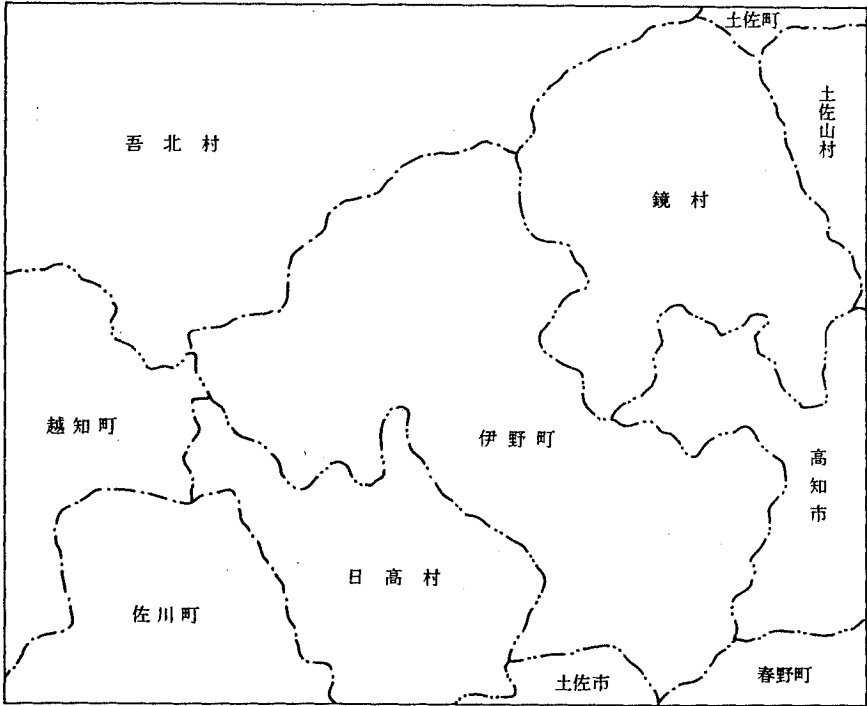 土佐町
土佐山村
吾北村
鏡村
越知町
伊野町
高知市
日高村
佐川町
土佐市
春野町